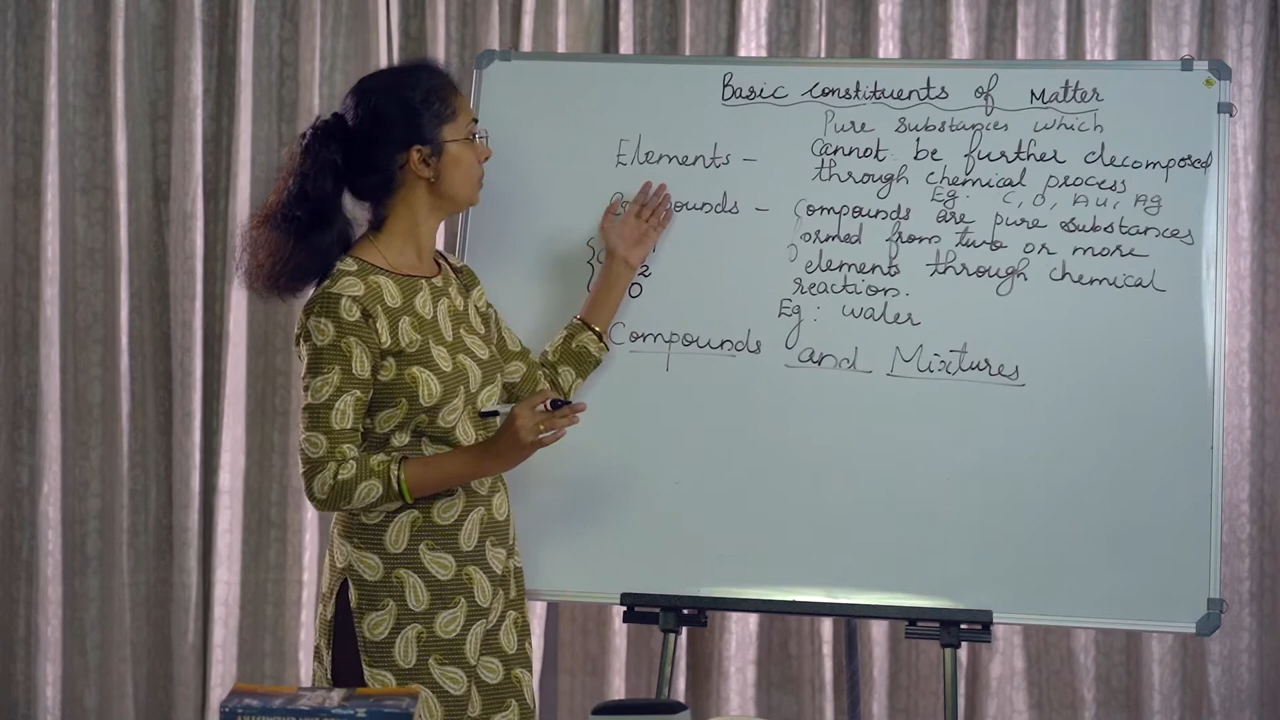 Basic constituents of Matter
Pure substances which
Elements - Cannot be further decomposed
through chemical process
Eg. C, O, Au, Ag
Compounds - Compounds are pure substances
formed from two or more
elements through chemical
reaction.
2
O
Eg: water
Compounds and Mixtures